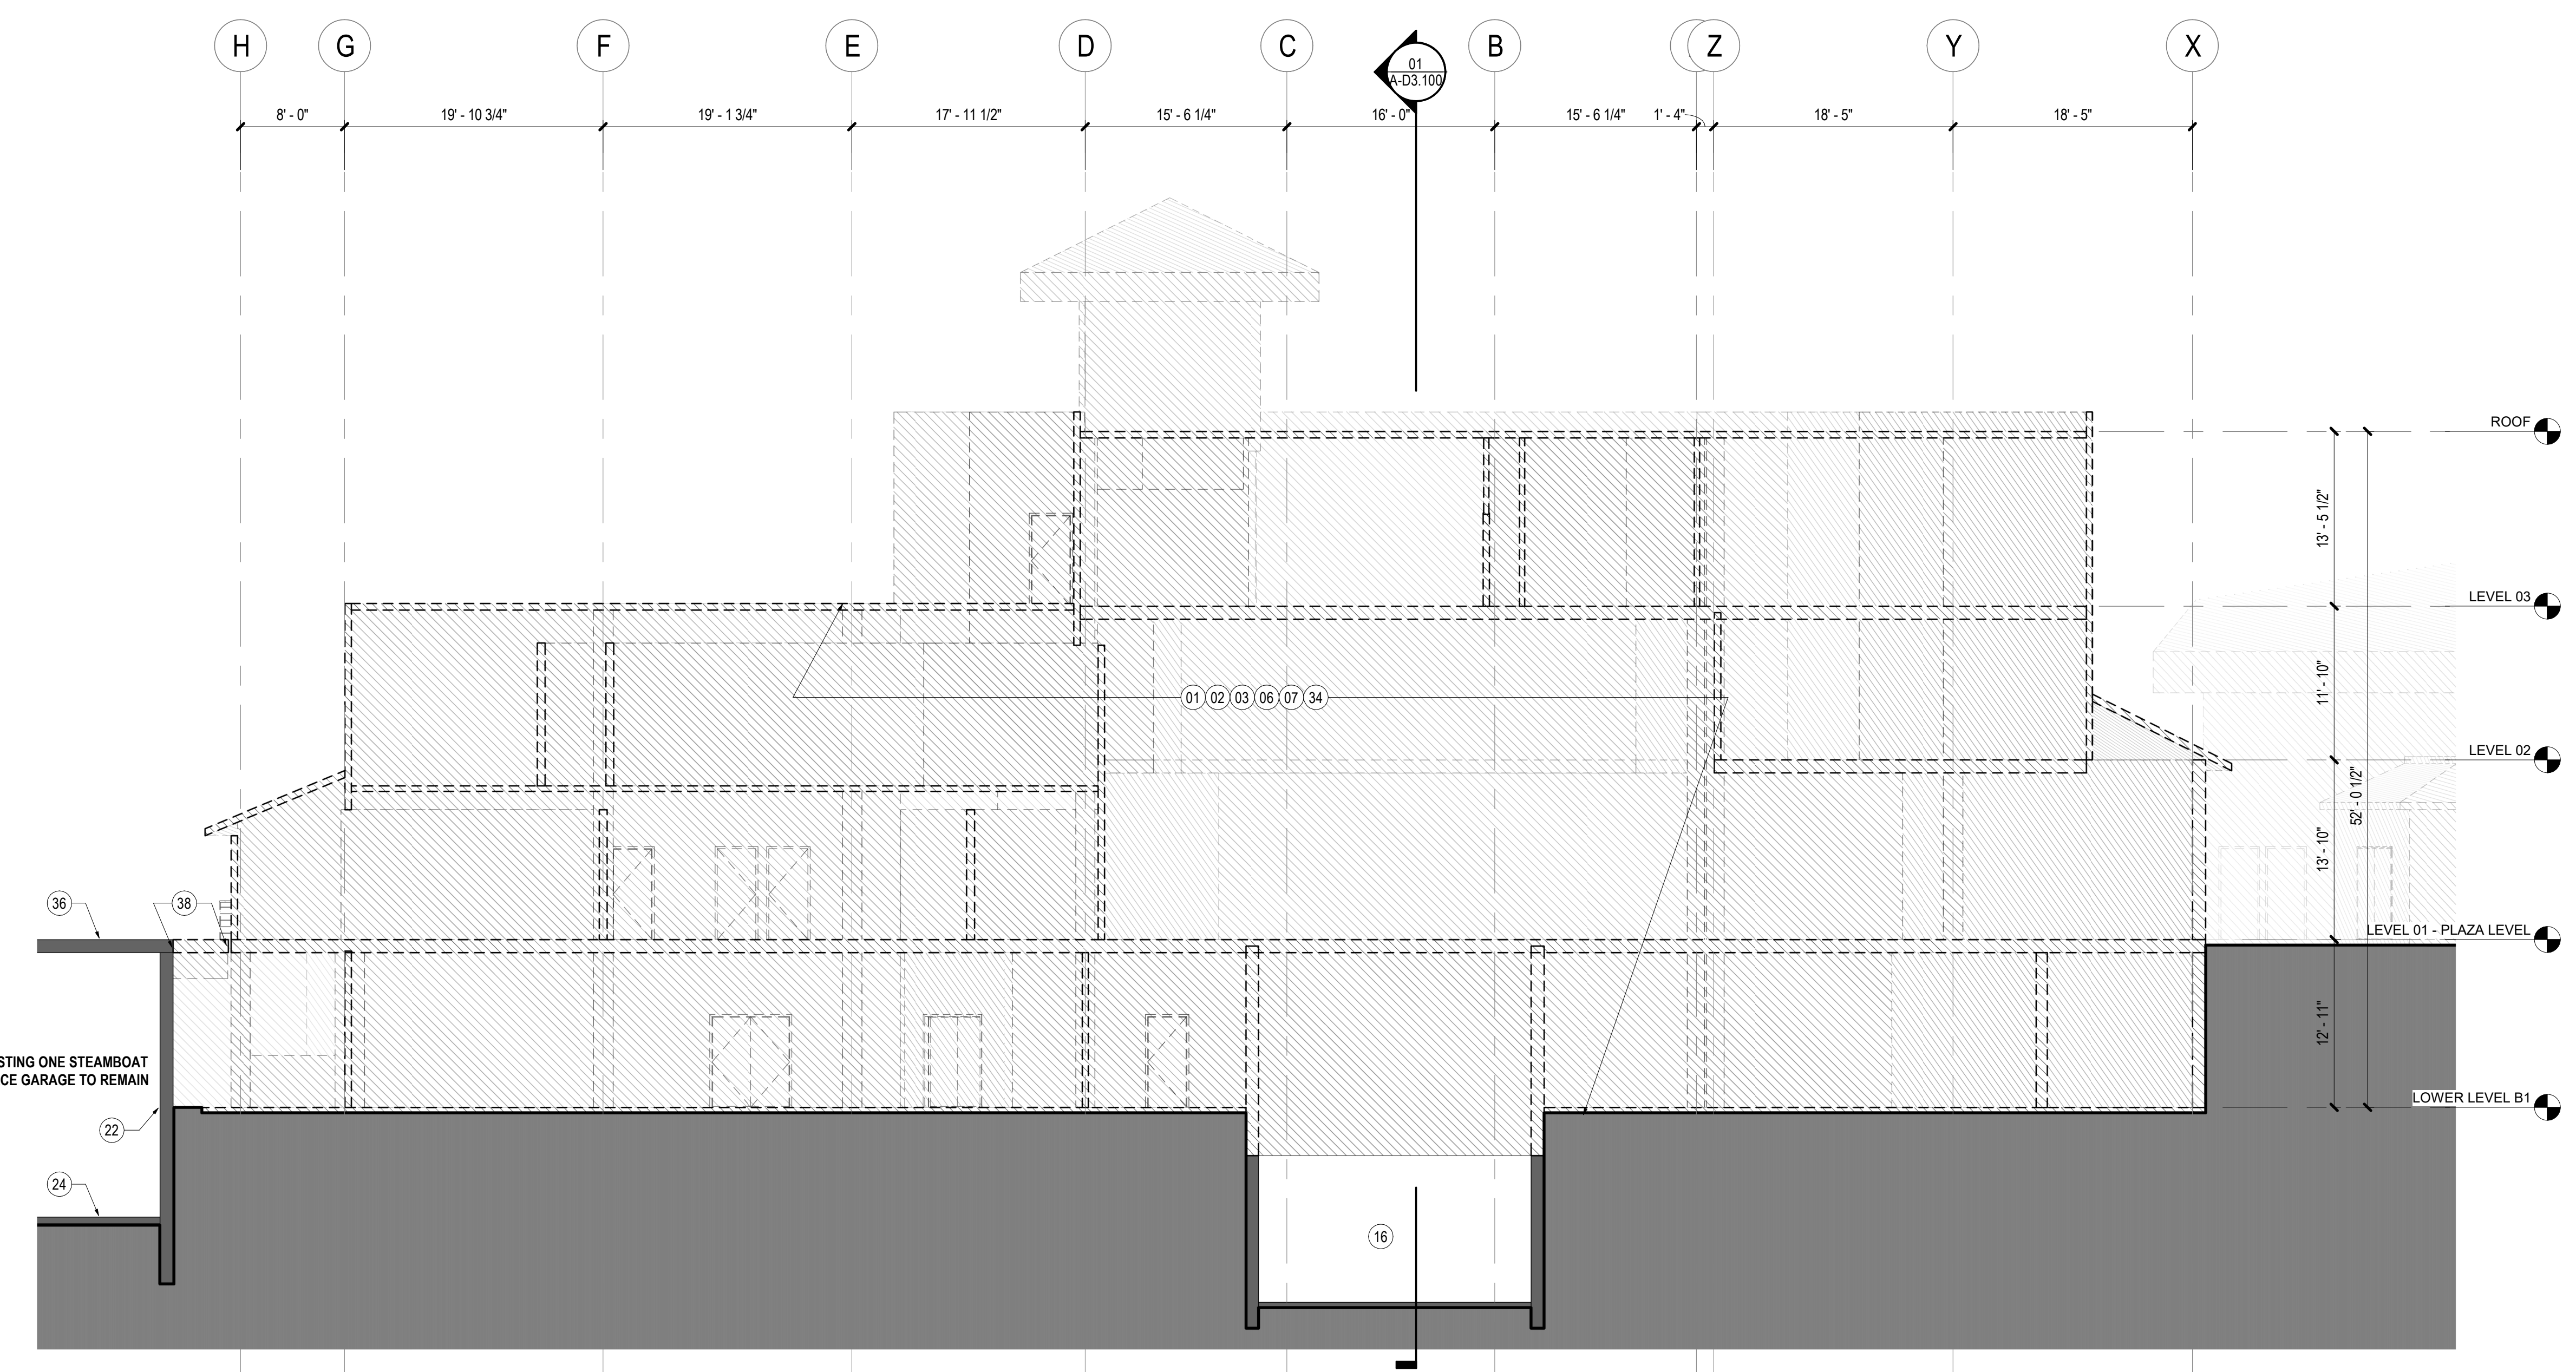 H G F E D C B Z Y X
01
A-D3.100
8' - 0" 19' - 10 3/4" 19' - 1 3/4" 17' - 11 1/2" 15' - 6 1/4" 16' - 0" 15' - 6 1/4" 1' - 4" 18' - 5" 18' - 5"
ROOF
13' - 5 1/2"
LEVEL 03
11' - 10"
01 02 03 06 07 34
LEVEL 02
52' - 0 1/2"
13' - 10"
36 38
LEVEL 01 - PLAZA LEVEL
12' - 11"
STING ONE STEAMBOAT
CE GARAGE TO REMAIN
LOWER LEVEL B1
22
24
16